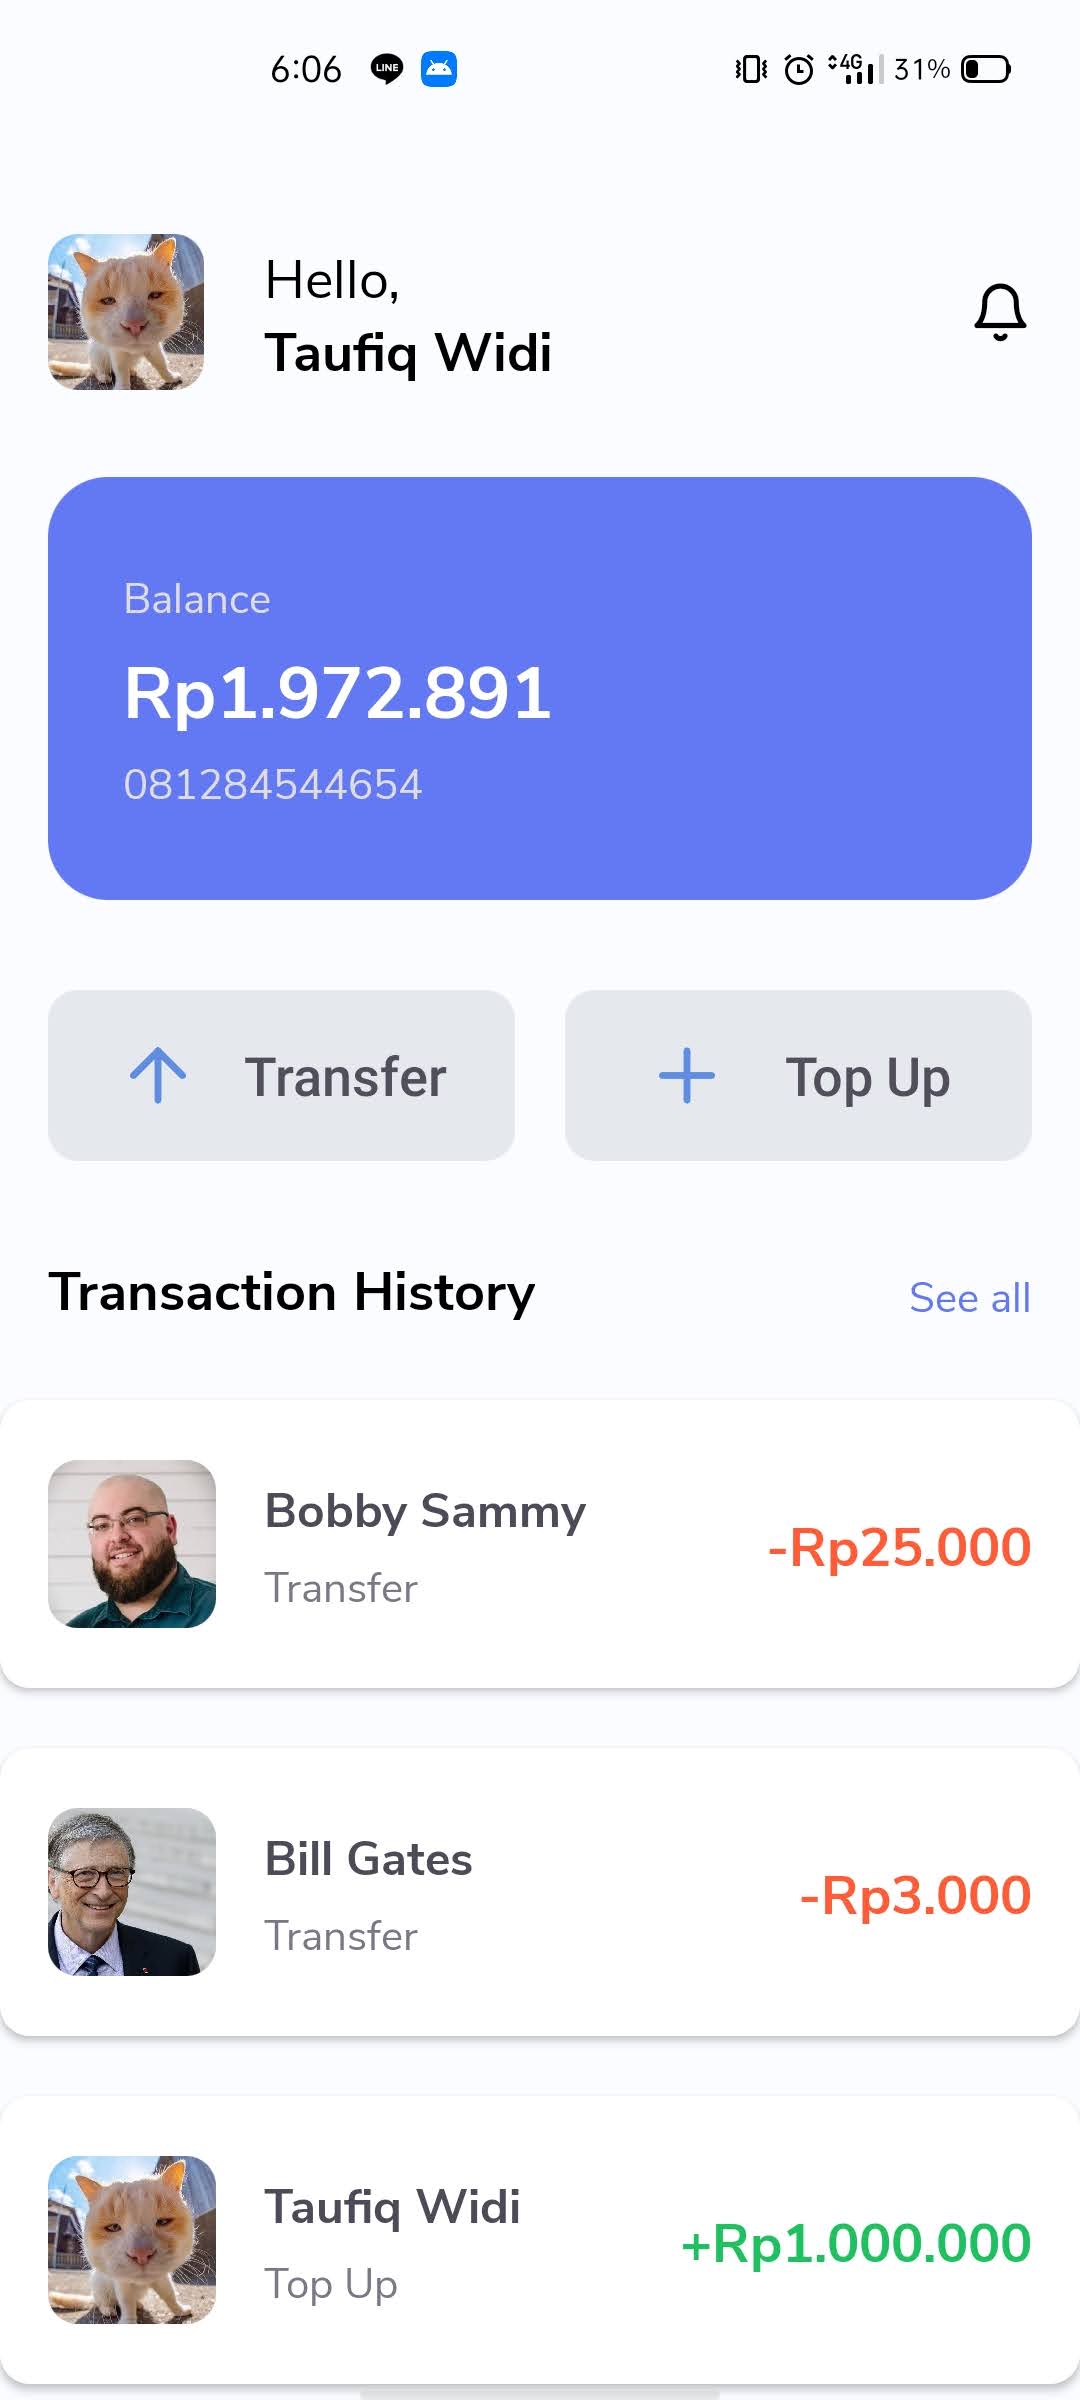 6:06 LINE 4G 31%
Hello,
Taufiq Widi
Balance
Rp1.972.891
081284544654
Transfer
Top Up
Transaction History
See all
Bobby Sammy
Transfer
-Rp25.000
Bill Gates
Transfer
-Rp3.000
Taufiq Widi
Top Up
+Rp1.000.000